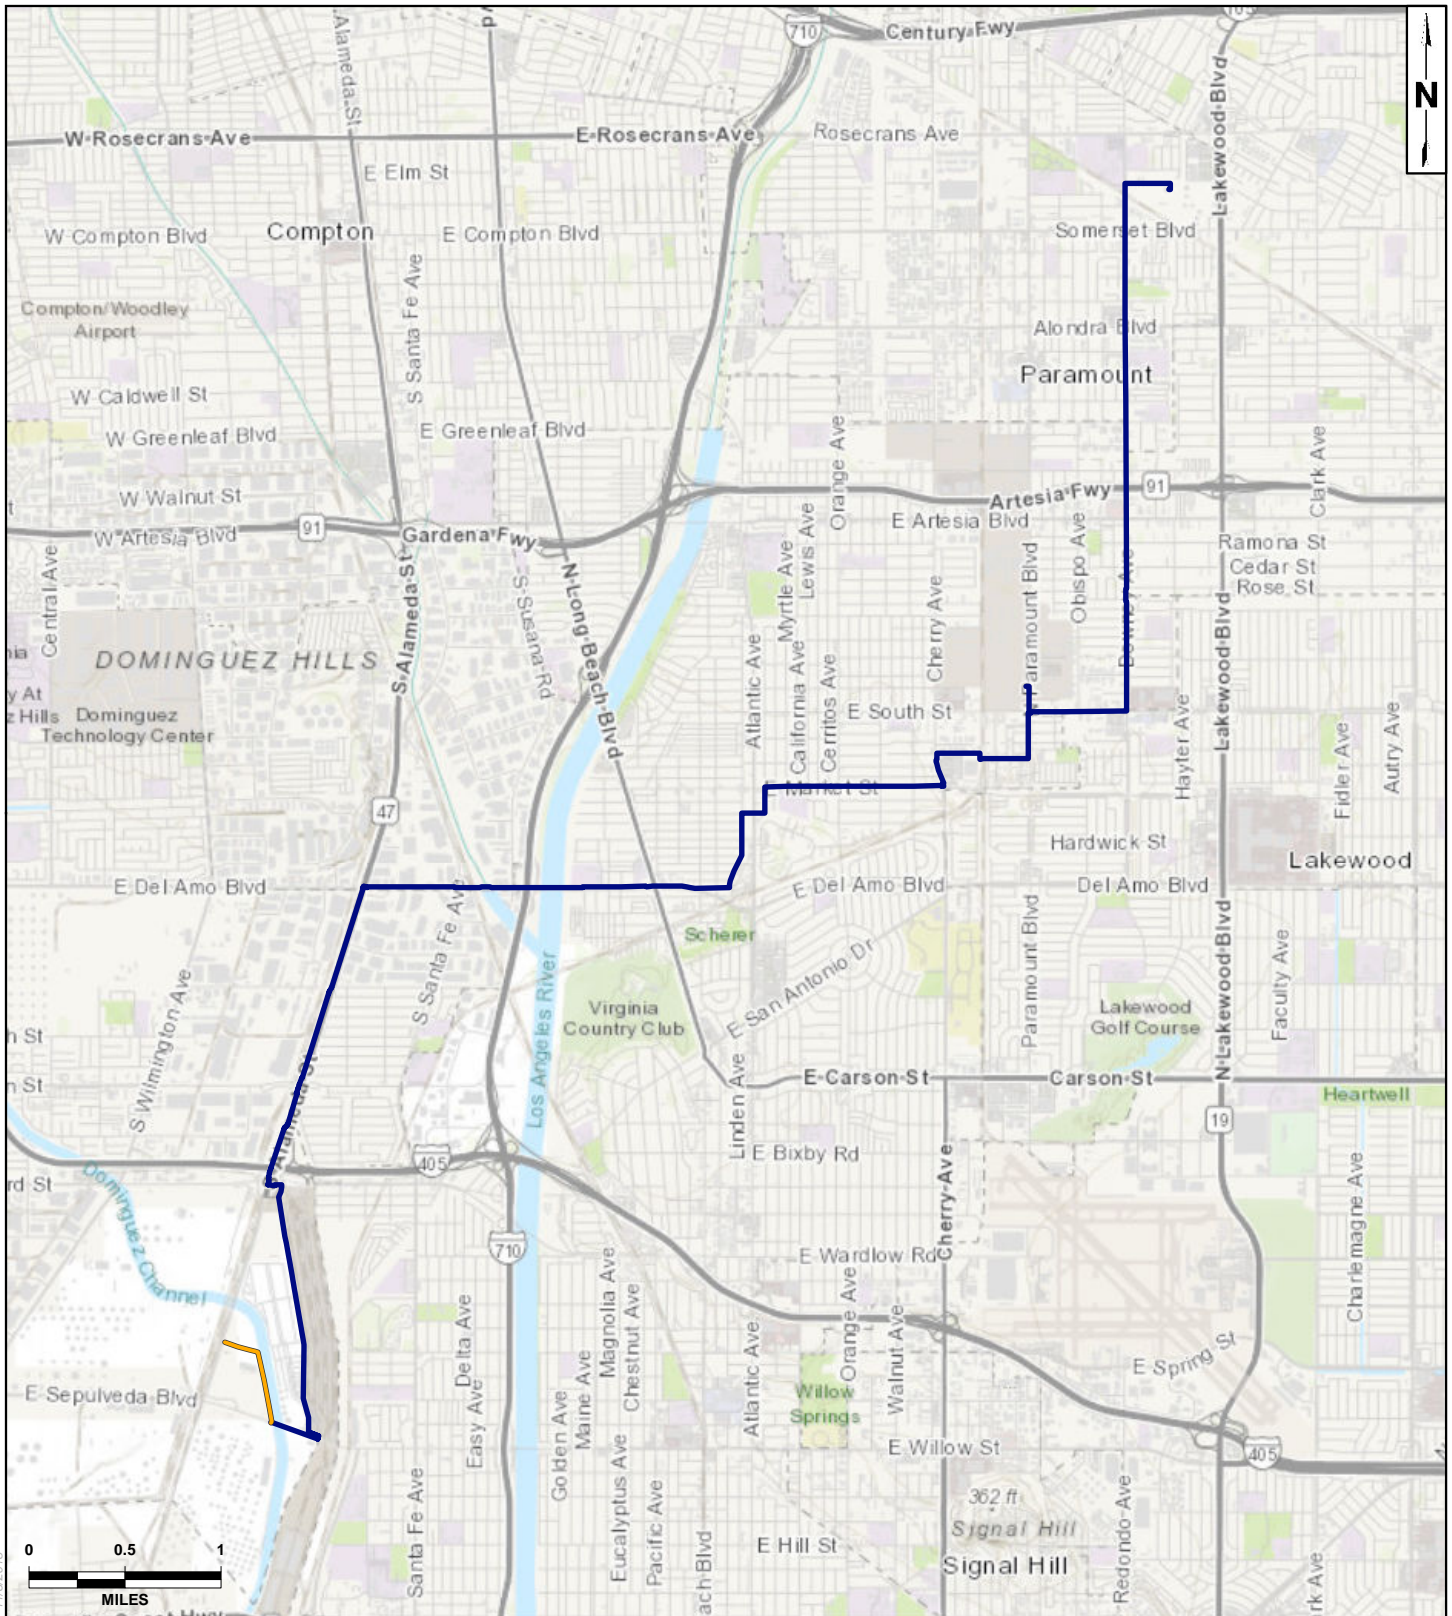 710
Century Fwy
N
Alameda St
Lakewood Blvd
W Rosecrans Ave
E Rosecrans Ave
Rosecrans Ave
E Elm St
W Compton Blvd
Compton
E Compton Blvd
Somerset Blvd
S Santa Fe Ave
Compton/Woodley
Airport
Alondra Blvd
Paramount
W Caldwell St
W Greenleaf Blvd
E Greenleaf Blvd
Orange Ave
Clark Ave
W Walnut St
Artesia Fwy
91
W Artesia Blvd
91
Gardena Fwy
E Artesia Blvd
Ramona St
Cedar St
Rose St
Central Ave
S Alameda St
S Susana Rd
N Long Beach Blvd
Myrtle Ave
Lewis Ave
Cherry Ave
Paramount Blvd
Obispo Ave
Downey Ave
Lakewood Blvd
DOMINGUEZ HILLS
Dominguez
Technology Center
Atlantic Ave
California Ave
Cerritos Ave
E South St
Hayter Ave
Fidler Ave
Autry Ave
E Market St
47
Hardwick St
Lakewood
E Del Amo Blvd
E Del Amo Blvd
Del Amo Blvd
S Santa Fe Ave
Scherer
E San Antonio Dr
Paramount Blvd
N Lakewood Blvd
Faculty Ave
S Wilmington Ave
Los Angeles River
Virginia
Country Club
Lakewood
Golf Course
S Alameda St
Linden Ave
E Carson St
Carson St
Heartwell
19
E Bixby Rd
405
rd St
Dominguez Channel
Cherry Ave
Charlemagne Ave
710
E Wardlow Rd
Delta Ave
Easy Ave
Magnolia Ave
Chestnut Ave
Maine Ave
Golden Ave
Atlantic Ave
Orange Ave
Walnut Ave
E Spring St
E Sepulveda Blvd
Willow
Springs
E Willow St
405
Santa Fe Ave
Eucalyptus Ave
Pacific Ave
362 ft
Signal Hill
Signal Hill
Redondo Ave
E Hill St
0 0.5 1
MILES